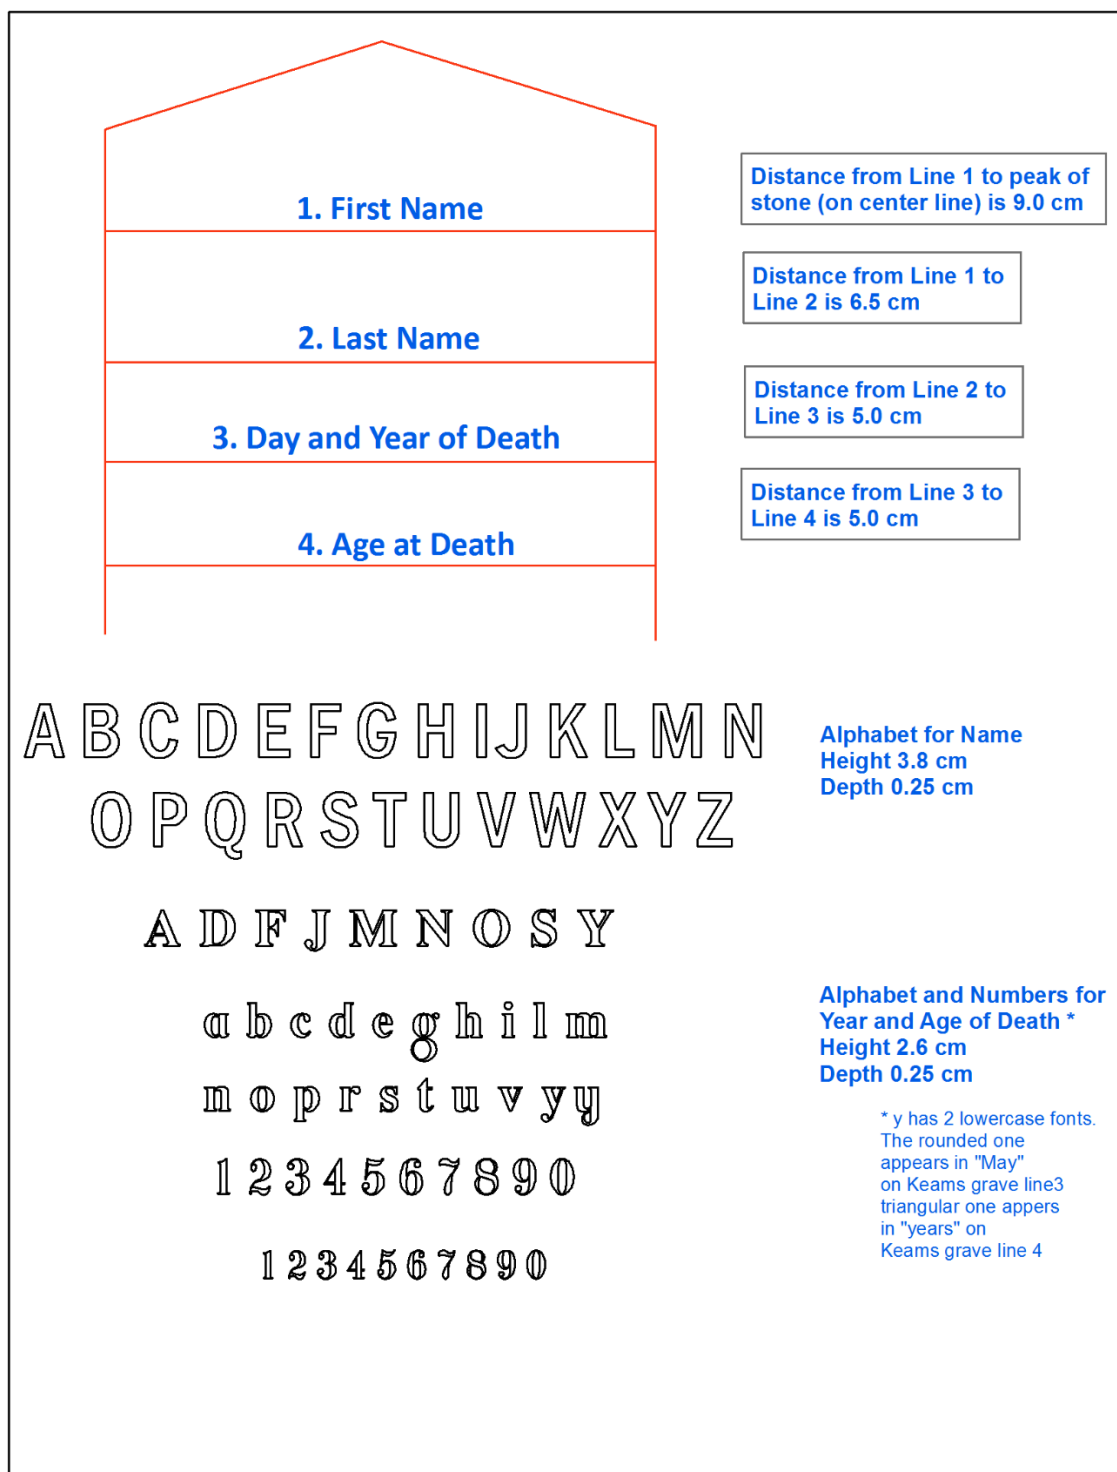 1. First Name
Distance from Line 1 to peak of
stone (on center line) is 9.0 cm
Distance from Line 1 to
Line 2 is 6.5 cm
2. Last Name
Distance from Line 2 to
Line 3 is 5.0 cm
3. Day and Year of Death
Distance from Line 3 to
Line 4 is 5.0 cm
4. Age at Death
A B C D E F G H I J K L M N
O P Q R S T U V W X Y Z
Alphabet for Name
Height 3.8 cm
Depth 0.25 cm
A D F J M N O S Y
a b c d e g h i l m
n o p r s t u v y y
1 2 3 4 5 6 7 8 9 0
1 2 3 4 5 6 7 8 9 0
Alphabet and Numbers for
Year and Age of Death *
Height 2.6 cm
Depth 0.25 cm
* y has 2 lowercase fonts.
The rounded one
appears in "May"
on Keams grave line3
triangular one appers
in "years" on
Keams grave line 4